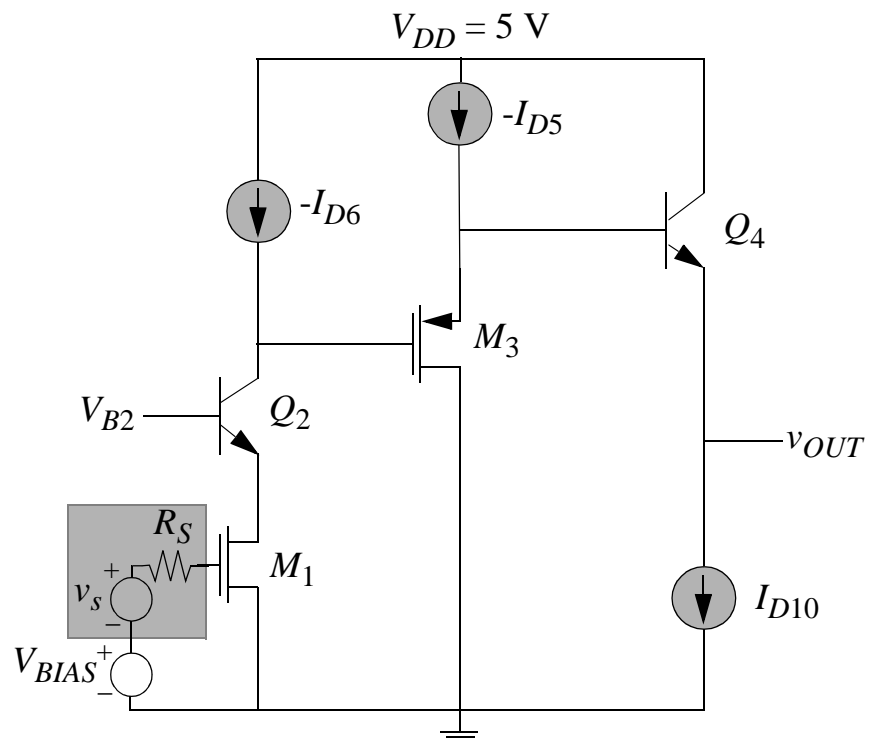 V_DD = 5 V
-I_D5
-I_D6
Q_4
M_3
V_B2
Q_2
v_OUT
R_S
+
M_1
v_s
−
I_D10
V_BIAS
+
−